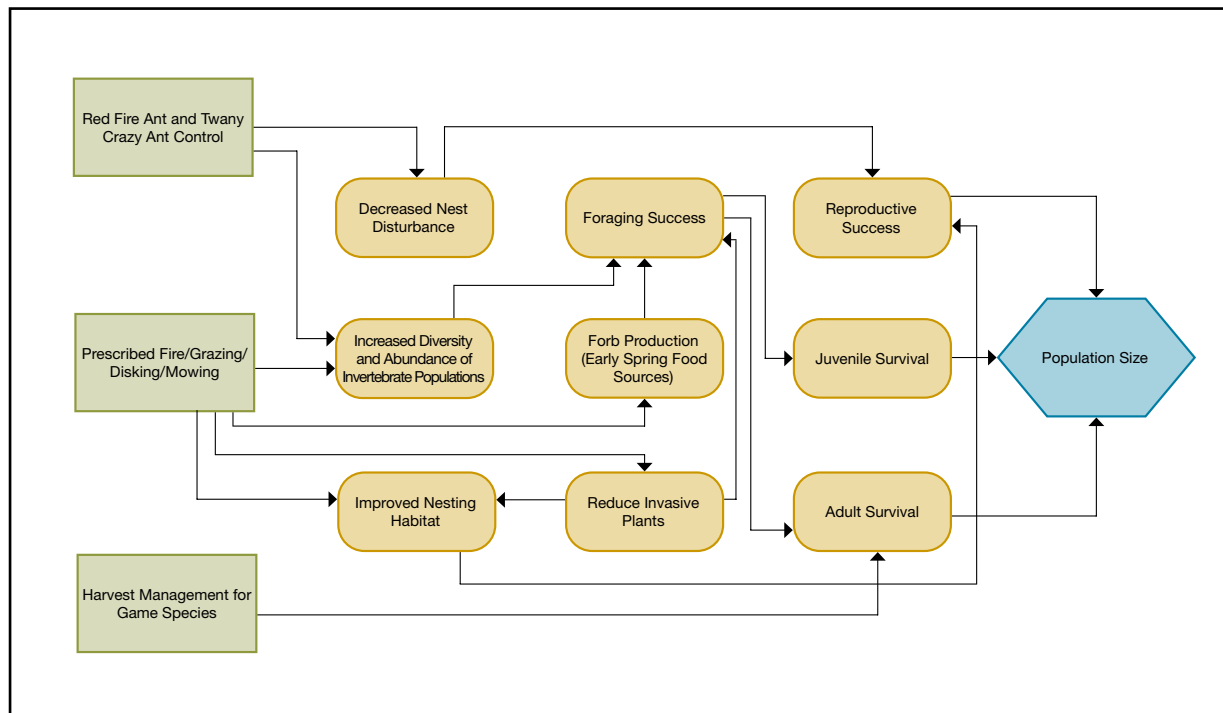 Red Fire Ant and Twany
Crazy Ant Control
Decreased Nest
Disturbance
Foraging Success
Reproductive
Success
Prescribed Fire/Grazing/
Disking/Mowing
Increased Diversity
and Abundance of
Invertebrate Populations
Forb Production
(Early Spring Food
Sources)
Juvenile Survival
Population Size
Improved Nesting
Habitat
Reduce Invasive
Plants
Adult Survival
Harvest Management for
Game Species